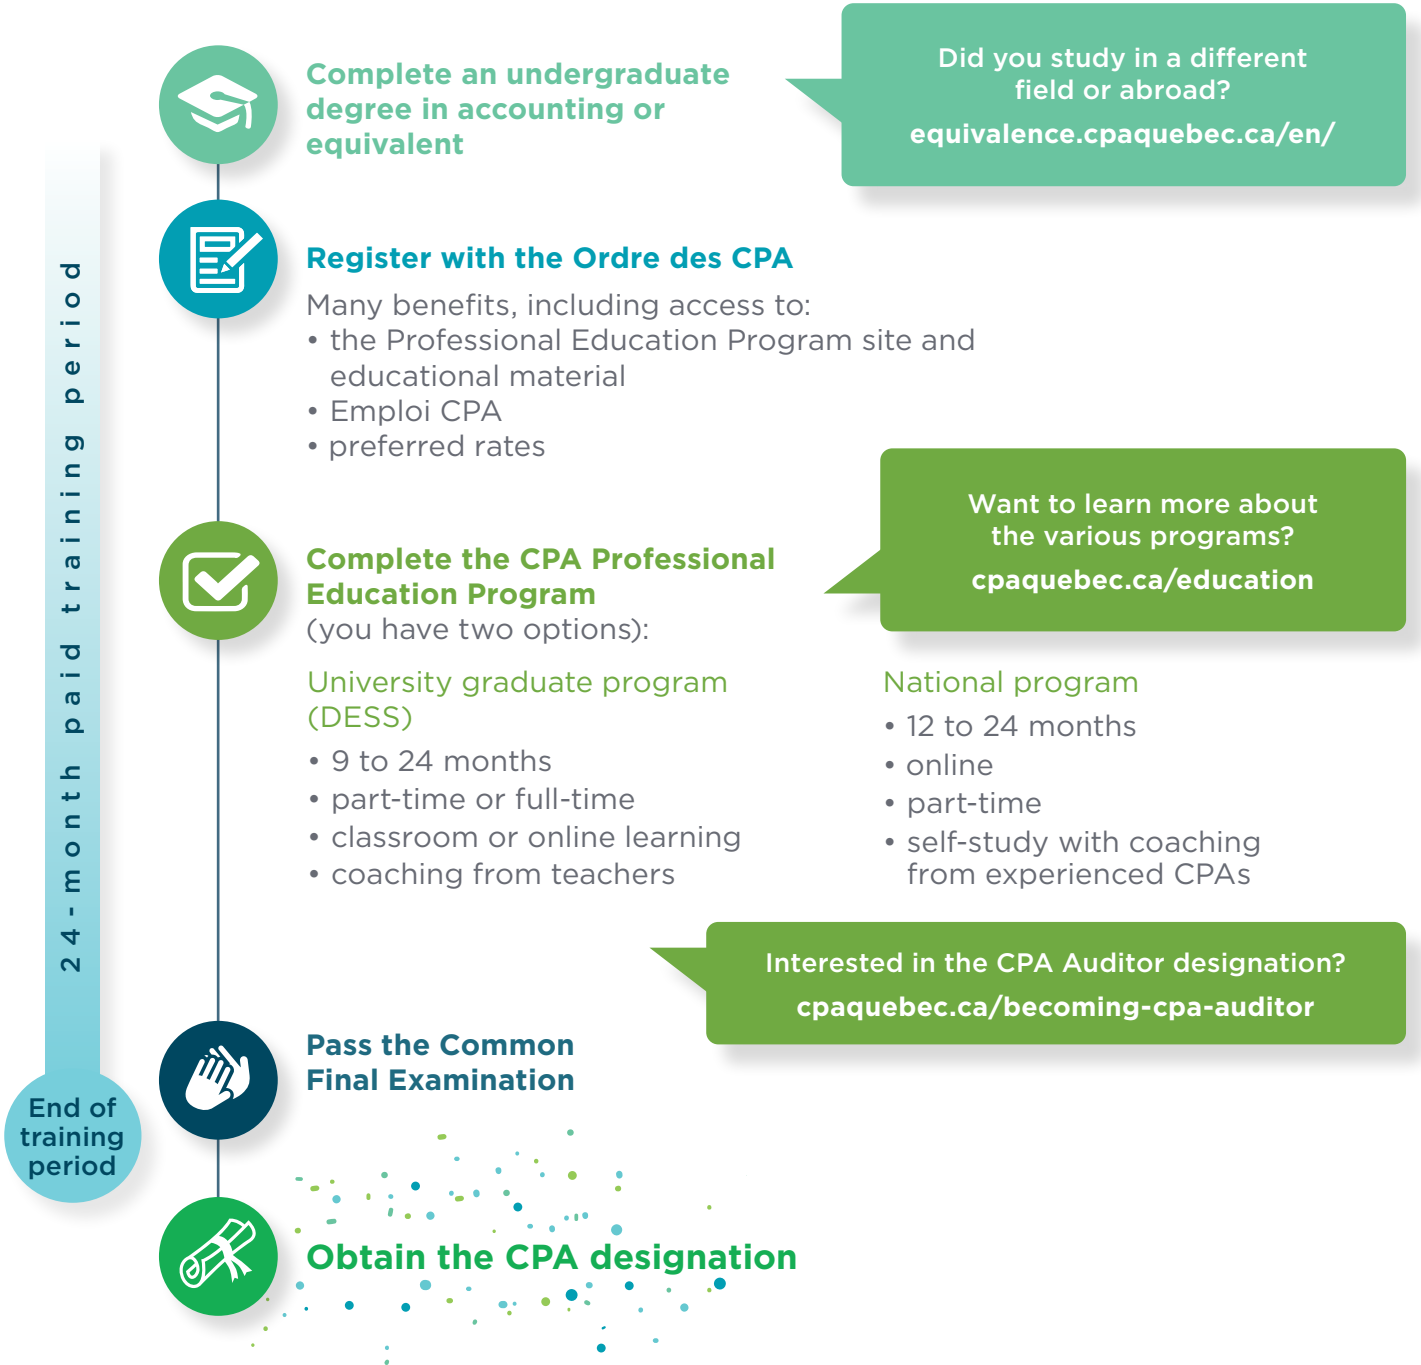 Complete an undergraduate
degree in accounting or
equivalent
Did you study in a different
field or abroad?
equivalence.cpaquebec.ca/en/
24-month paid training period
Register with the Ordre des CPA
Many benefits, including access to:
• the Professional Education Program site and
educational material
• Emploi CPA
• preferred rates
Want to learn more about
the various programs?
cpaquebec.ca/education
Complete the CPA Professional
Education Program
(you have two options):
University graduate program
(DESS)
• 9 to 24 months
• part-time or full-time
• classroom or online learning
• coaching from teachers
National program
• 12 to 24 months
• online
• part-time
• self-study with coaching
from experienced CPAs
Interested in the CPA Auditor designation?
cpaquebec.ca/becoming-cpa-auditor
Pass the Common
Final Examination
End of
training
period
Obtain the CPA designation